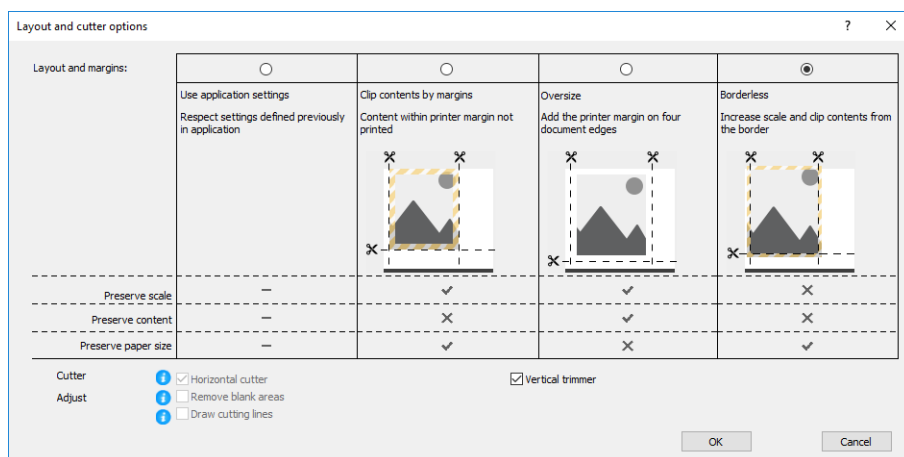 Layout and cutter options
Layout and margins:
Use application settings
Respect settings defined previously
in application
Clip contents by margins
Content within printer margin not
printed
Oversize
Add the printer margin on four
document edges
Borderless
Increase scale and clip contents from
the border
Preserve scale
Preserve content
Preserve paper size
Cutter
Horizontal cutter
Vertical trimmer
Adjust
Remove blank areas
Draw cutting lines
OK
Cancel